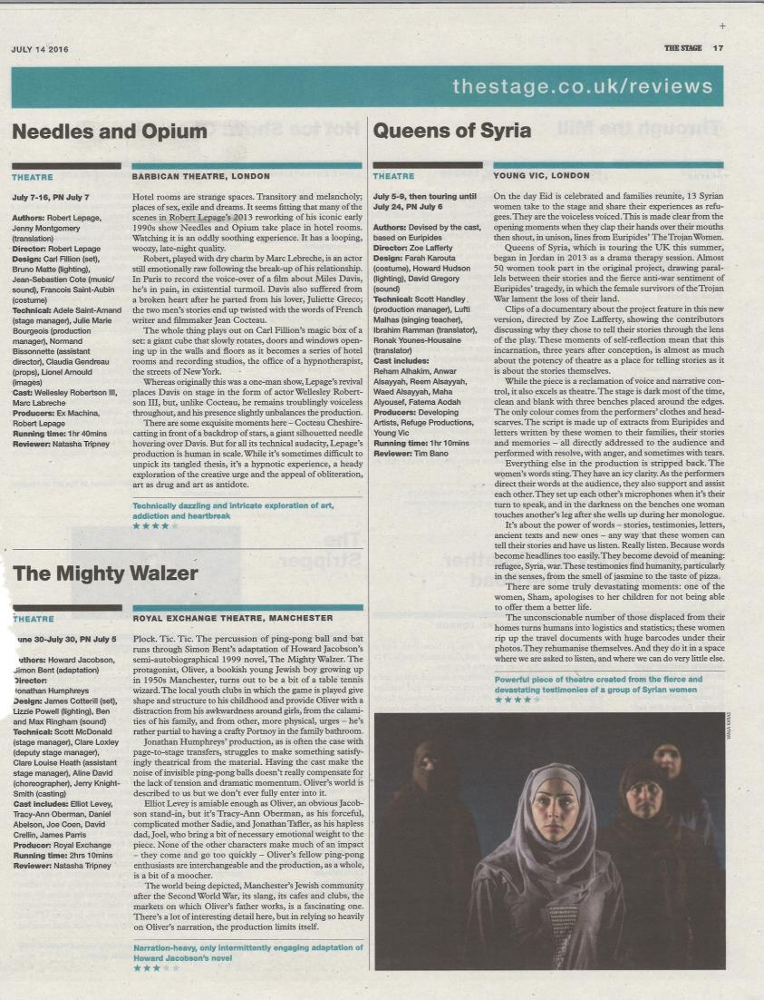 JULY 14 2016
THE STAGE 17
thestage.co.uk/reviews
Needles and Opium
THEATRE
July 7-16, PN July 7
Authors: Robert Lepage,
Jenny Montgomery
(translation)
Director: Robert Lepage
Design: Carl Fillion (set),
Bruno Matte (lighting),
Jean-Sebastien Cote (music/
sound), Francois Saint-Aubin
(costume)
Technical: Adele Saint-Amand
(stage manager), Julie Marie
Bourgeois (production
manager), Normand
Bissonnette (assistant
director), Claudia Gendreau
(props), Lionel Arnould
(images)
Cast: Wellesley Robertson III,
Marc Labreche
Producers: Ex Machina,
Robert Lepage
Running time: 1hr 40mins
Reviewer: Natasha Tripney
BARBICAN THEATRE, LONDON
Hotel rooms are strange spaces. Transitory and melancholy;
places of sex, exile and dreams. It seems fitting that many of the
scenes in Robert Lepage's 2013 reworking of his iconic early
1990s show Needles and Opium take place in hotel rooms.
Watching it is an oddly soothing experience. It has a looping,
woozy, late-night quality.
Robert, played with dry charm by Marc Lebreche, is an actor
still emotionally raw following the break-up of his relationship.
In Paris to record the voice-over of a film about Miles Davis,
he's in pain, in existential turmoil. Davis also suffered from
a broken heart after he parted from his lover, Juliette Greco;
the two men's stories end up twisted with the words of French
writer and filmmaker Jean Cocteau.
The whole thing plays out on Carl Fillion's magic box of a
set: a giant cube that slowly rotates, doors and windows open-
ing up in the walls and floors as it becomes a series of hotel
rooms and recording studios, the office of a hypnotherapist,
the streets of New York.
Whereas originally this was a one-man show, Lepage's revival
places Davis on stage in the form of actor Wellesley Robert-
son III, but, unlike Cocteau, he remains troublingly voiceless
throughout, and his presence slightly unbalances the production.
There are some exquisite moments here – Cocteau Cheshire-
catting in front of a backdrop of stars, a giant silhouetted needle
hovering over Davis. But for all its technical audacity, Lepage's
production is human in scale. While it's sometimes difficult to
unpick its tangled thesis, it's a hypnotic experience, a heady
exploration of the creative urge and the appeal of obliteration,
art as drug and art as antidote.
Technically dazzling and intricate exploration of art,
addiction and heartbreak
The Mighty Walzer
THEATRE
une 30-July 30, PN July 5
uthors: Howard Jacobson,
Simon Bent (adaptation)
Director:
Jonathan Humphreys
Design: James Cotterill (set),
Lizzie Powell (lighting), Ben
and Max Ringham (sound)
Technical: Scott McDonald
(stage manager), Clare Loxley
(deputy stage manager),
Clare Louise Heath (assistant
stage manager), Aline David
(choreographer), Jerry Knight-
Smith (casting)
Cast includes: Elliot Levey,
Tracy-Ann Oberman, Daniel
Abelson, Joe Coen, David
Crellin, James Parris
Producer: Royal Exchange
Running time: 2hrs 10mins
Reviewer: Natasha Tripney
ROYAL EXCHANGE THEATRE, MANCHESTER
Plock. Tic. Tic. The percussion of ping-pong ball and bat
runs through Simon Bent's adaptation of Howard Jacobson's
semi-autobiographical 1999 novel, The Mighty Walzer. The
protagonist, Oliver, a bookish young Jewish boy growing up
in 1950s Manchester, turns out to be a bit of a table tennis
wizard. The local youth clubs in which the game is played give
shape and structure to his childhood and provide Oliver with a
distraction from his awkwardness around girls, from the calami-
ties of his family, and from other, more physical, urges – he's
rather partial to having a crafty Portnoy in the family bathroom.
Jonathan Humphreys' production, as is often the case with
page-to-stage transfers, struggles to make something satisfy-
ingly theatrical from the material. Having the cast make the
noise of invisible ping-pong balls doesn't really compensate for
the lack of tension and dramatic momentum. Oliver's world is
described to us but we don't ever fully enter into it.
Elliot Levey is amiable enough as Oliver, an obvious Jacob-
son stand-in, but it's Tracy-Ann Oberman, as his forceful,
complicated mother Sadie, and Jonathan Tafler, as his hapless
dad, Joel, who bring a bit of necessary emotional weight to the
piece. None of the other characters make much of an impact
– they come and go too quickly – Oliver's fellow ping-pong
enthusiasts are interchangeable and the production, as a whole,
is a bit of a moocher.
The world being depicted, Manchester's Jewish community
after the Second World War, its slang, its cafes and clubs, the
markets on which Oliver's father works, is a fascinating one.
There's a lot of interesting detail here, but in relying so heavily
on Oliver's narration, the production limits itself.
Narration-heavy, only intermittently engaging adaptation of
Howard Jacobson's novel
Queens of Syria
THEATRE
July 5-9, then touring until
July 24, PN July 6
Authors: Devised by the cast,
based on Euripides
Director: Zoe Lafferty
Design: Farah Karouta
(costume), Howard Hudson
(lighting), David Gregory
(sound)
Technical: Scott Handley
(production manager), Lufti
Malhas (singing teacher),
Ibrahim Ramman (translator),
Ronak Younes-Housaine
(translator)
Cast includes:
Reham Alhakim, Anwar
Alsayyah, Reem Alsayyah,
Waed Alsayyah, Maha
Alyousef, Fatema Aodah
Producers: Developing
Artists, Refuge Productions,
Young Vic
Running time: 1hr 10mins
Reviewer: Tim Bano
YOUNG VIC, LONDON
On the day Eid is celebrated and families reunite, 13 Syrian
women take to the stage and share their experiences as refu-
gees. They are the voiceless voiced. This is made clear from the
opening moments when they clap their hands over their mouths
then shout, in unison, lines from Euripides' The Trojan Women.
Queens of Syria, which is touring the UK this summer,
began in Jordan in 2013 as a drama therapy session. Almost
50 women took part in the original project, drawing paral-
lels between their stories and the fierce anti-war sentiment of
Euripides' tragedy, in which the female survivors of the Trojan
War lament the loss of their land.
Clips of a documentary about the project feature in this new
version, directed by Zoe Lafferty, showing the contributors
discussing why they chose to tell their stories through the lens
of the play. These moments of self-reflection mean that this
incarnation, three years after conception, is almost as much
about the potency of theatre as a place for telling stories as it
is about the stories themselves.
While the piece is a reclamation of voice and narrative con-
trol, it also excels as theatre. The stage is dark most of the time,
clean and blank with three benches placed around the edges.
The only colour comes from the performers' clothes and head-
scarves. The script is made up of extracts from Euripides and
letters written by these women to their families, their stories
and memories – all directly addressed to the audience and
performed with resolve, with anger, and sometimes with tears.
Everything else in the production is stripped back. The
women's words sting. They have an icy clarity. As the performers
direct their words at the audience, they also support and assist
each other. They set up each other's microphones when it's their
turn to speak, and in the darkness on the benches one woman
touches another's leg after she wells up during her monologue.
It's about the power of words – stories, testimonies, letters,
ancient texts and new ones – any way that these women can
tell their stories and have us listen. Really listen. Because words
become headlines too easily. They become devoid of meaning:
refugee, Syria, war. These testimonies find humanity, particularly
in the senses, from the smell of jasmine to the taste of pizza.
There are some truly devastating moments: one of the
women, Sham, apologises to her children for not being able
to offer them a better life.
The unconscionable number of those displaced from their
homes turns humans into logistics and statistics; these women
rip up the travel documents with huge barcodes under their
photos. They rehumanise themselves. And they do it in a space
where we are asked to listen, and where we can do very little else.
Powerful piece of theatre created from the fierce and
devastating testimonies of a group of Syrian women